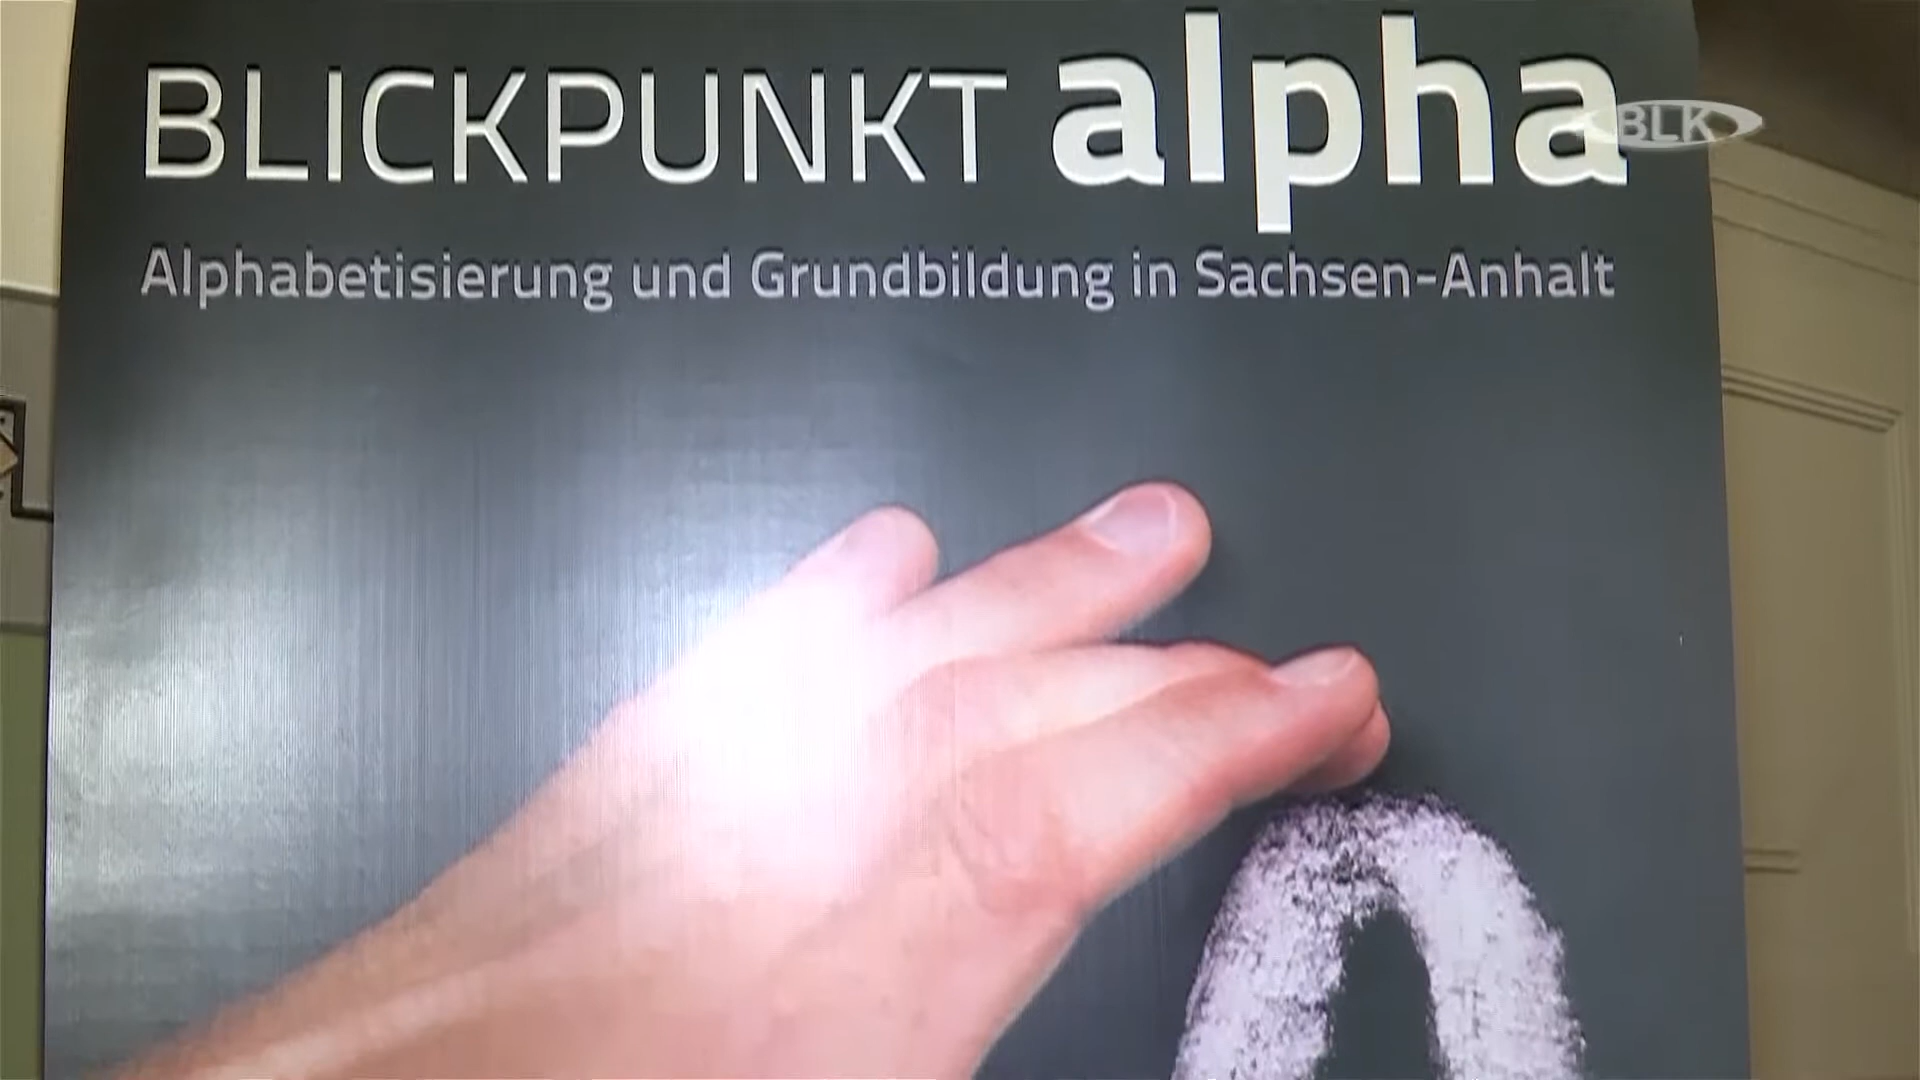 BLICKPUNKT alpha
BLK
Alphabetisierung und Grundbildung in Sachsen-Anhalt
A